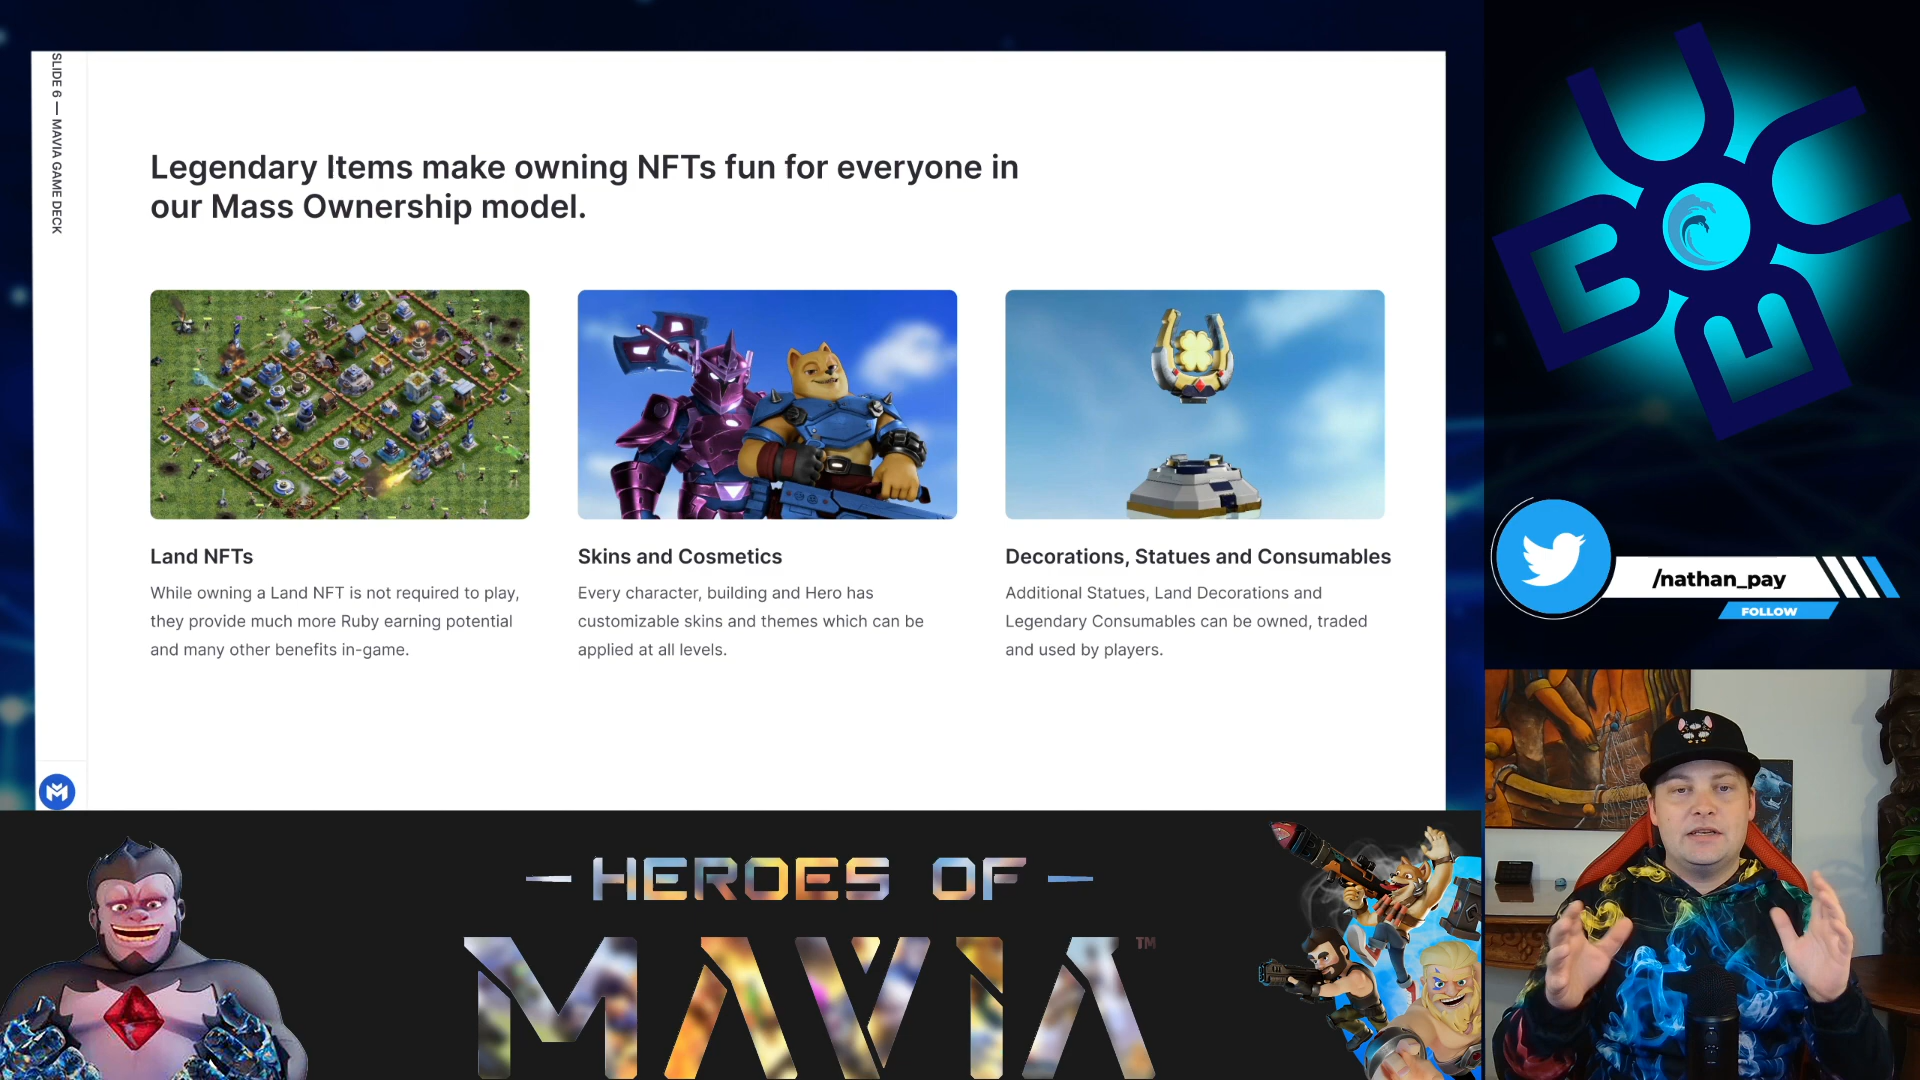 SLIDE 6 — MAVIA GAME DECK
Legendary Items make owning NFTs fun for everyone in
our Mass Ownership model.
Land NFTs
While owning a Land NFT is not required to play,
they provide much more Ruby earning potential
and many other benefits in-game.
Skins and Cosmetics
Every character, building and Hero has
customizable skins and themes which can be
applied at all levels.
Decorations, Statues and Consumables
Additional Statues, Land Decorations and
Legendary Consumables can be owned, traded
and used by players.
/nathan_pay
FOLLOW
HEROES OF
MAVIA™